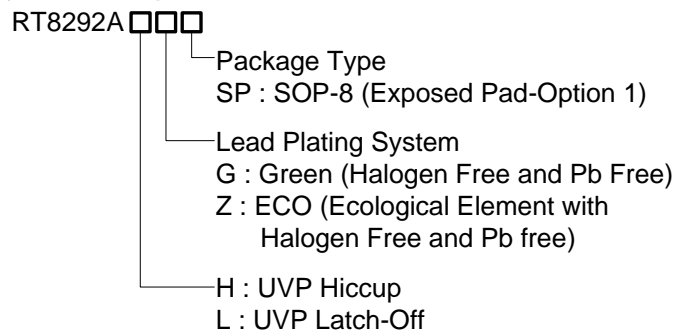 RT8292A
Package Type
SP : SOP-8 (Exposed Pad-Option 1)
Lead Plating System
G : Green (Halogen Free and Pb Free)
Z : ECO (Ecological Element with
Halogen Free and Pb free)
H : UVP Hiccup
L : UVP Latch-Off